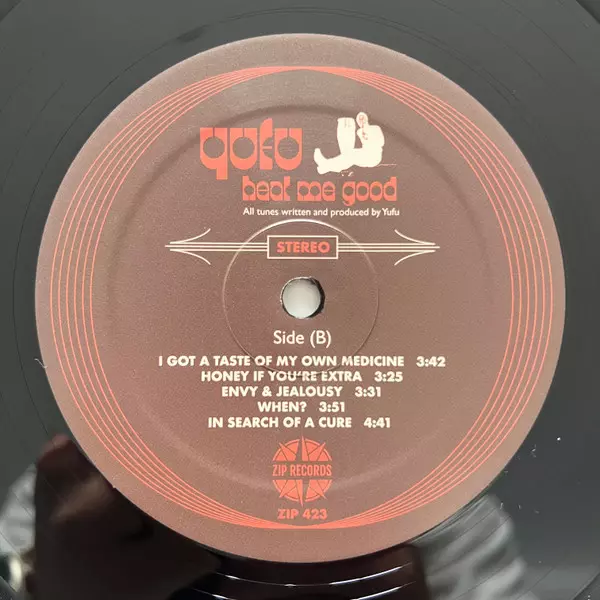 yufu
heal me good
All tunes written and produced by Yufu
STEREO
Side (B)
I GOT A TASTE OF MY OWN MEDICINE 3:42
HONEY IF YOU'RE EXTRA 3:25
ENVY & JEALOUSY 3:31
WHEN? 3:51
IN SEARCH OF A CURE 4:41
ZIP RECORDS
ZIP 423